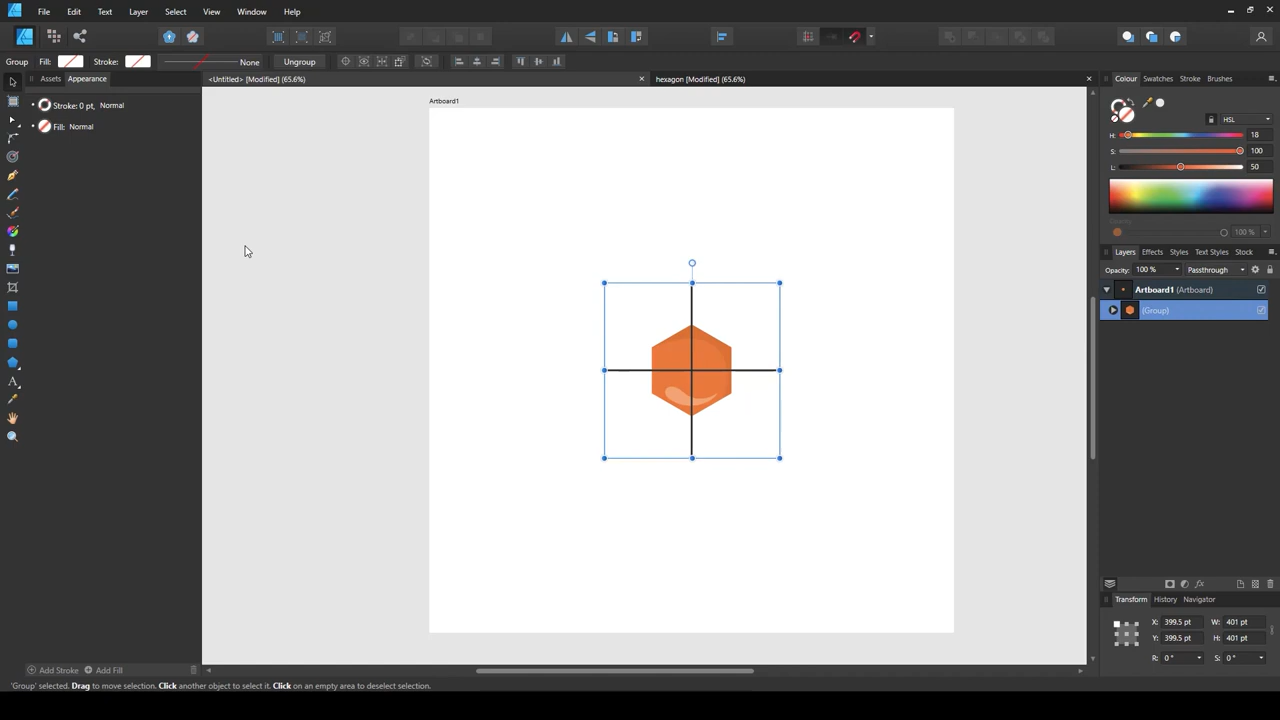 File Edit Text Layer Select View Window Help
Group Fill: Stroke: None Ungroup
Assets Appearance
<Untitled> [Modified] (65.6%)
hexagon [Modified] (65.6%)
Colour Swatches Stroke Brushes
Stroke: 0 pt, Normal
Fill: Normal
Artboard1
HSL
H: 18
S: 100
L: 50
Opacity
100 %
Layers Effects Styles Text Styles Stock
Opacity: 100 % Passthrough
Artboard1 (Artboard)
(Group)
Transform History Navigator
X: 399.5 pt W: 401 pt
Y: 399.5 pt H: 401 pt
R: 0 ° S: 0 °
Add Stroke Add Fill
'Group' selected. Drag to move selection. Click another object to select it. Click on an empty area to deselect selection.